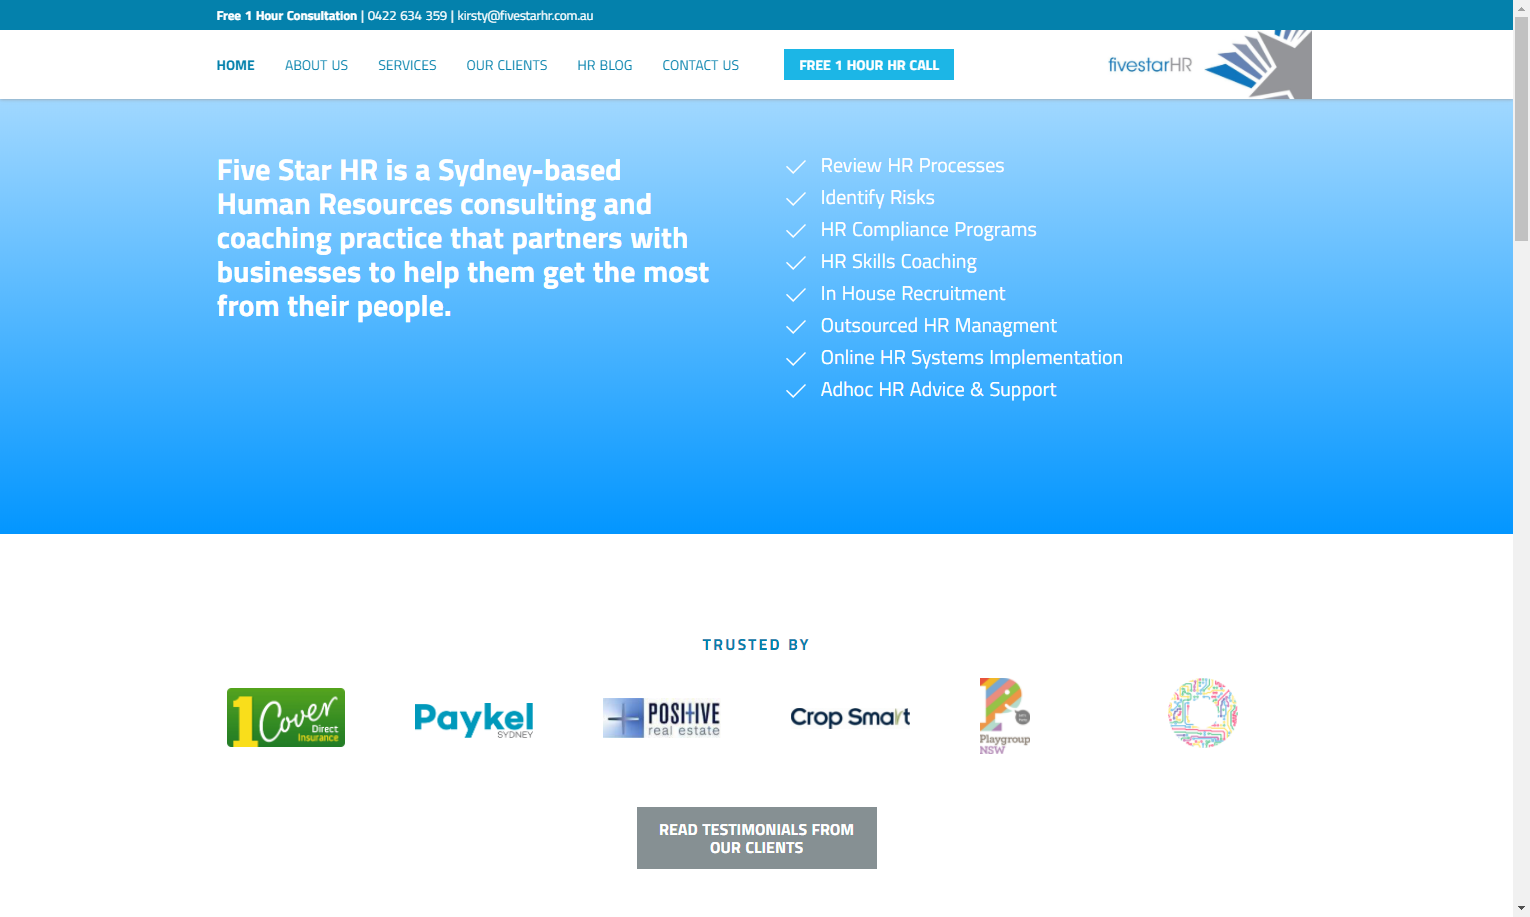 Free 1 Hour Consultation | 0422 634 359 | kirsty@fivestarhr.com.au
HOME ABOUT US SERVICES OUR CLIENTS HR BLOG CONTACT US FREE 1 HOUR HR CALL fivestarHR
Five Star HR is a Sydney-based
Human Resources consulting and
coaching practice that partners with
businesses to help them get the most
from their people.
Review HR Processes
Identify Risks
HR Compliance Programs
HR Skills Coaching
In House Recruitment
Outsourced HR Managment
Online HR Systems Implementation
Adhoc HR Advice & Support
TRUSTED BY
1Cover
Direct
Insurance
Paykel
SYDNEY
POSITIVE
real estate
Crop Smart
Playgroup
NSW
READ TESTIMONIALS FROM
OUR CLIENTS